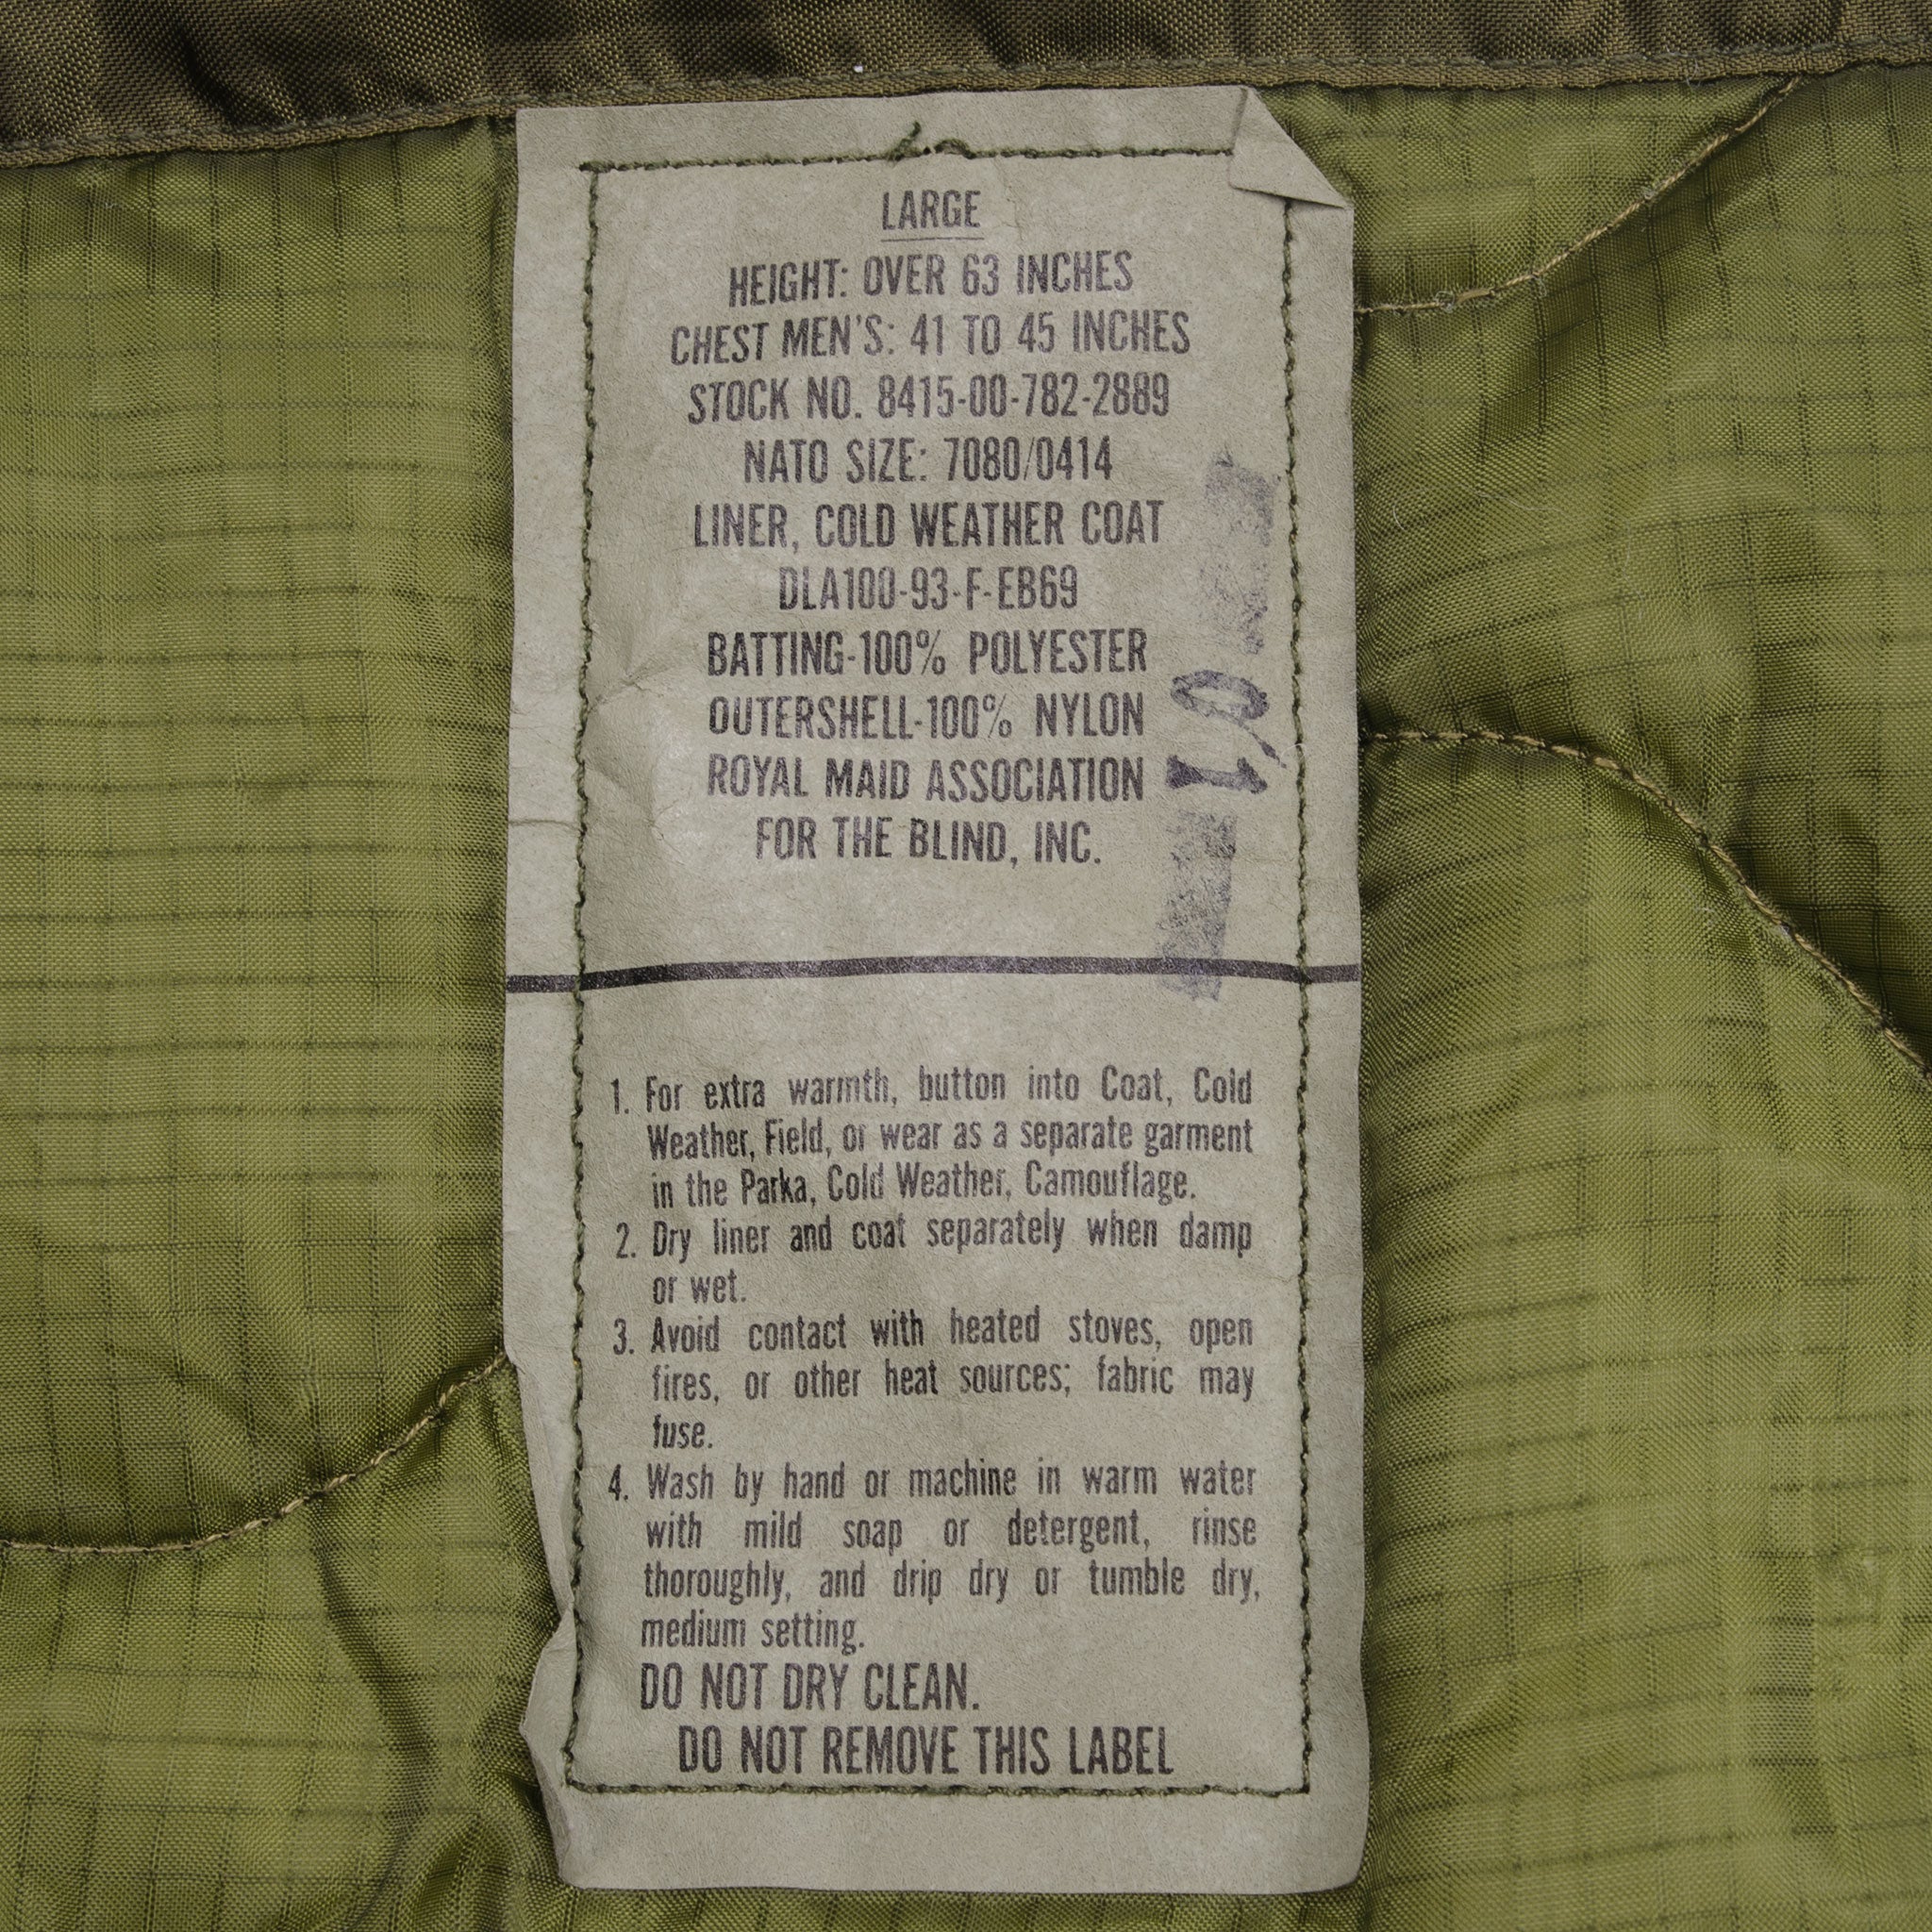 LARGE
HEIGHT: OVER 63 INCHES
CHEST MEN'S: 41 TO 45 INCHES
STOCK NO. 8415-00-782-2889
NATO SIZE: 7080/0414
LINER, COLD WEATHER COAT
DLA100-93-F-EB69
BATTING-100% POLYESTER
OUTERSHELL-100% NYLON
ROYAL MAID ASSOCIATION
FOR THE BLIND, INC.
01
1. For extra warmth, button into Coat, Cold
Weather, Field, or wear as a separate garment
in the Parka, Cold Weather, Camouflage.
2. Dry liner and coat separately when damp
or wet.
3. Avoid contact with heated stoves, open
fires, or other heat sources; fabric may
fuse.
4. Wash by hand or machine in warm water
with mild soap or detergent, rinse
thoroughly, and drip dry or tumble dry,
medium setting.
DO NOT DRY CLEAN.
DO NOT REMOVE THIS LABEL